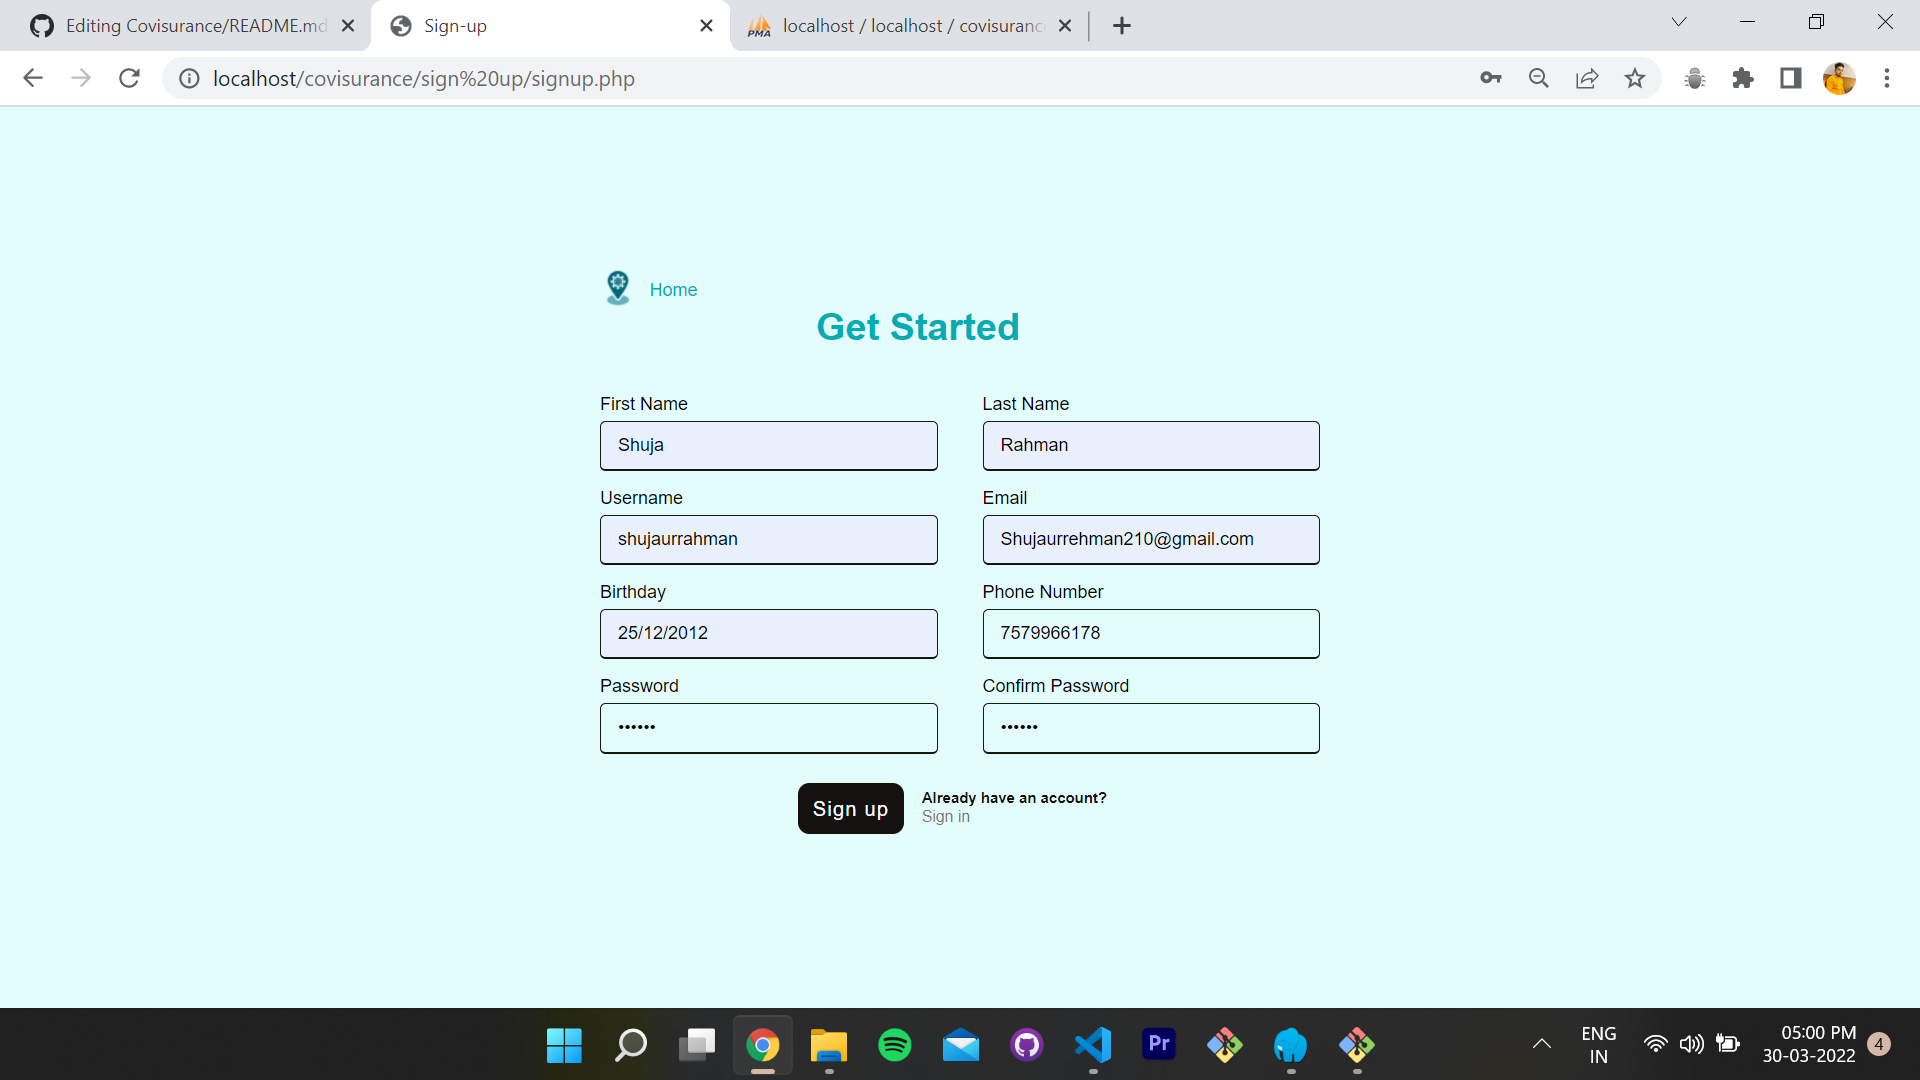 Editing Covisurance/README.md
Sign-up
PMA
localhost / localhost / covisuranc
localhost/covisurance/sign%20up/signup.php
Home
Get Started
First Name
Last Name
Shuja
Rahman
Username
Email
shujaurrahman
Shujaurrehman210@gmail.com
Birthday
Phone Number
25/12/2012
7579966178
Password
Confirm Password
••••••
••••••
Sign up
Already have an account?
Sign in
Pr
ENG
IN
05:00 PM
30-03-2022
4